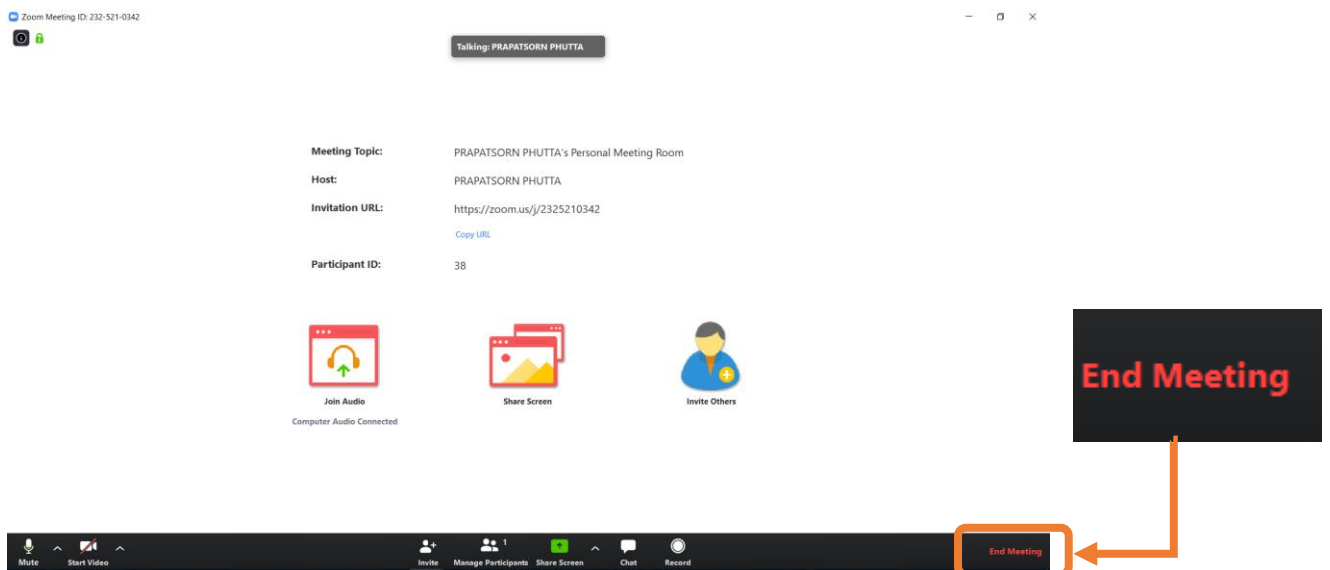 Zoom Meeting ID: 232-521-0342
Talking: PRAPATSORN PHUTTA
Meeting Topic: PRAPATSORN PHUTTA's Personal Meeting Room
Host: PRAPATSORN PHUTTA
Invitation URL: https://zoom.us/j/2325210342
Copy URL
Participant ID: 38
Join Audio Share Screen Invite Others
Computer Audio Connected
End Meeting
1
Mute Start Video Invite Manage Participants Share Screen Chat Record End Meeting